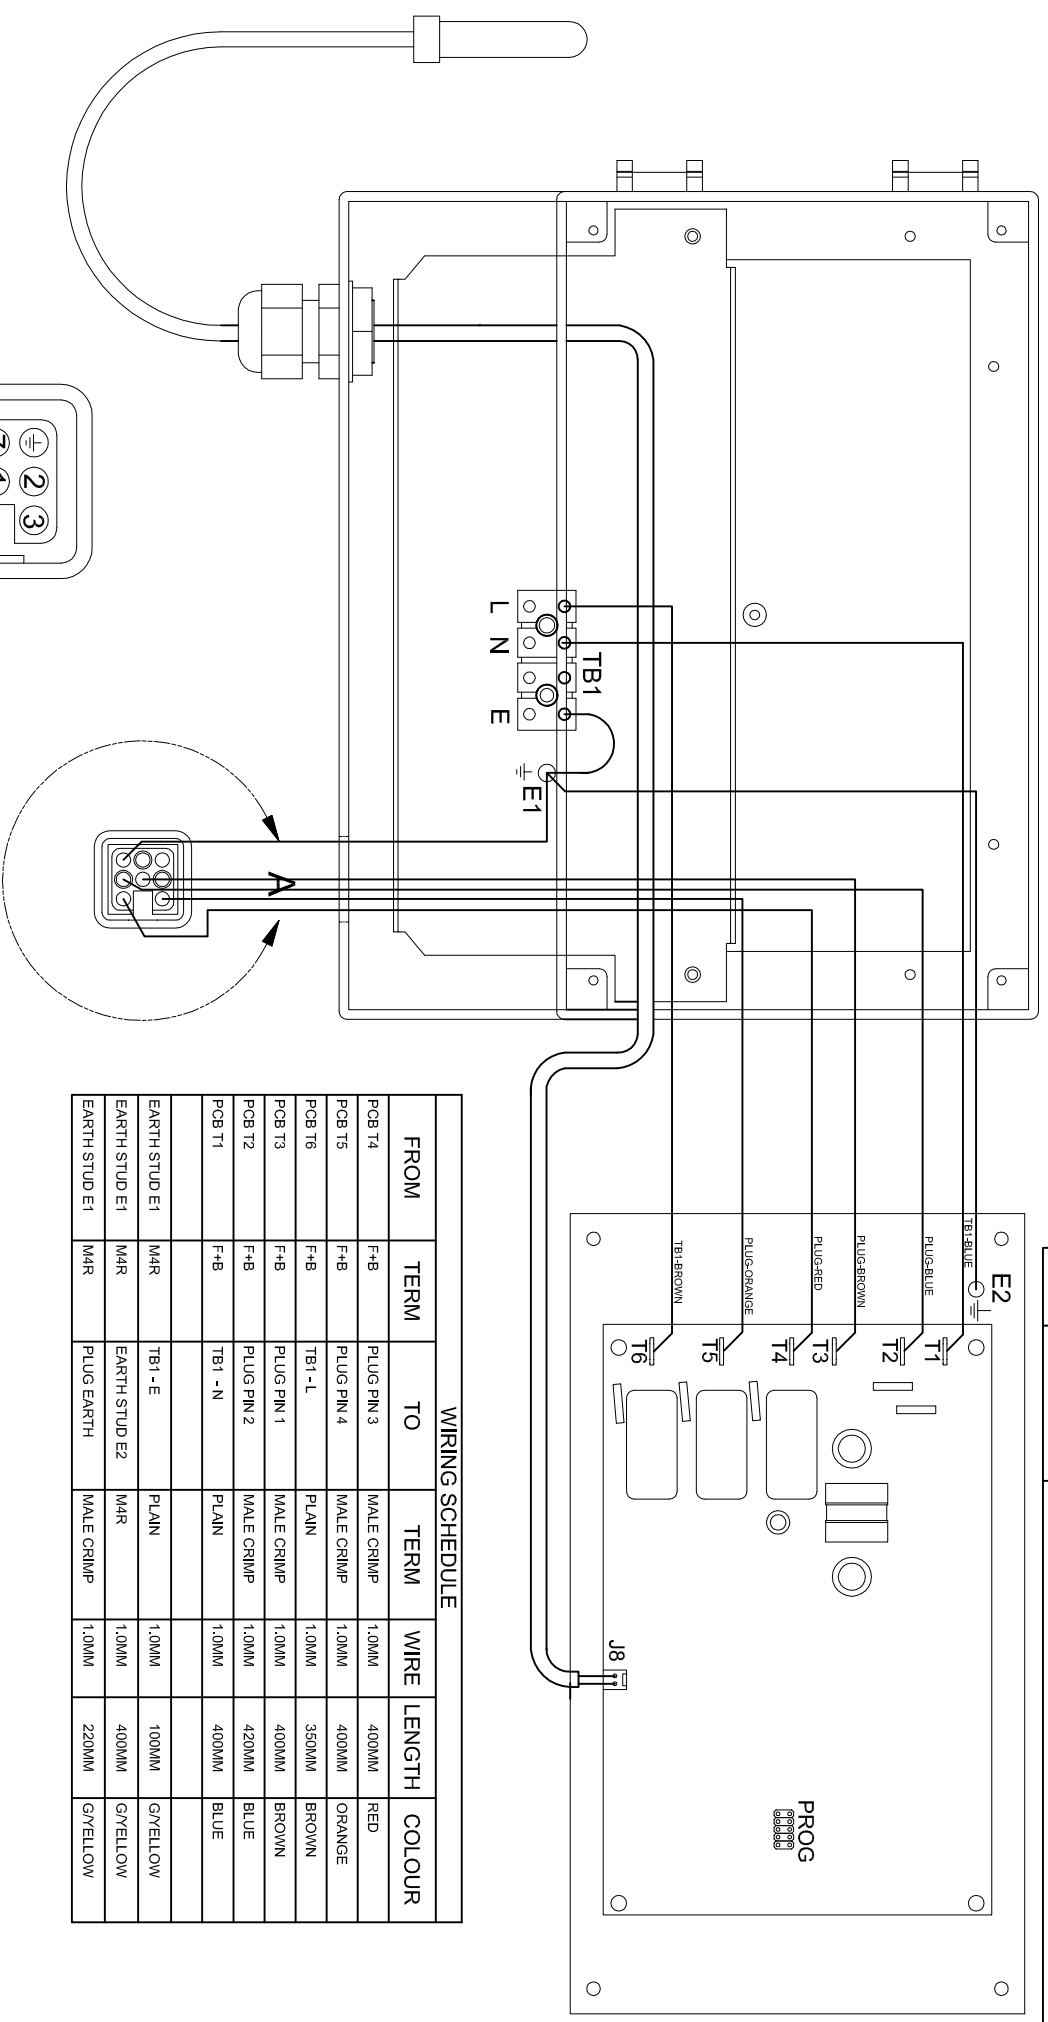 E2
TB1-BLUE
PLUG-BLUE
PLUG-BROWN
PLUG-RED
PLUG-ORANGE
TB1-BROWN
T1
T2
T3
T4
T5
T6
PROG
J8
TB1
L N E
E1
A
2 3
WIRING SCHEDULE
FROM TERM TO TERM WIRE LENGTH COLOUR
PCB T4 F+B PLUG PIN 3 MALE CRIMP 1.0MM 400MM RED
PCB T5 F+B PLUG PIN 4 MALE CRIMP 1.0MM 400MM ORANGE
PCB T6 F+B TB1 - L PLAIN 1.0MM 350MM BROWN
PCB T3 F+B PLUG PIN 1 MALE CRIMP 1.0MM 400MM BROWN
PCB T2 F+B PLUG PIN 2 MALE CRIMP 1.0MM 420MM BLUE
PCB T1 F+B TB1 - N PLAIN 1.0MM 400MM BLUE
EARTH STUD E1 M4R TB1 - E PLAIN 1.0MM 100MM G/YELLOW
EARTH STUD E1 M4R EARTH STUD E2 M4R 1.0MM 400MM G/YELLOW
EARTH STUD E1 M4R PLUG EARTH MALE CRIMP 1.0MM 220MM G/YELLOW